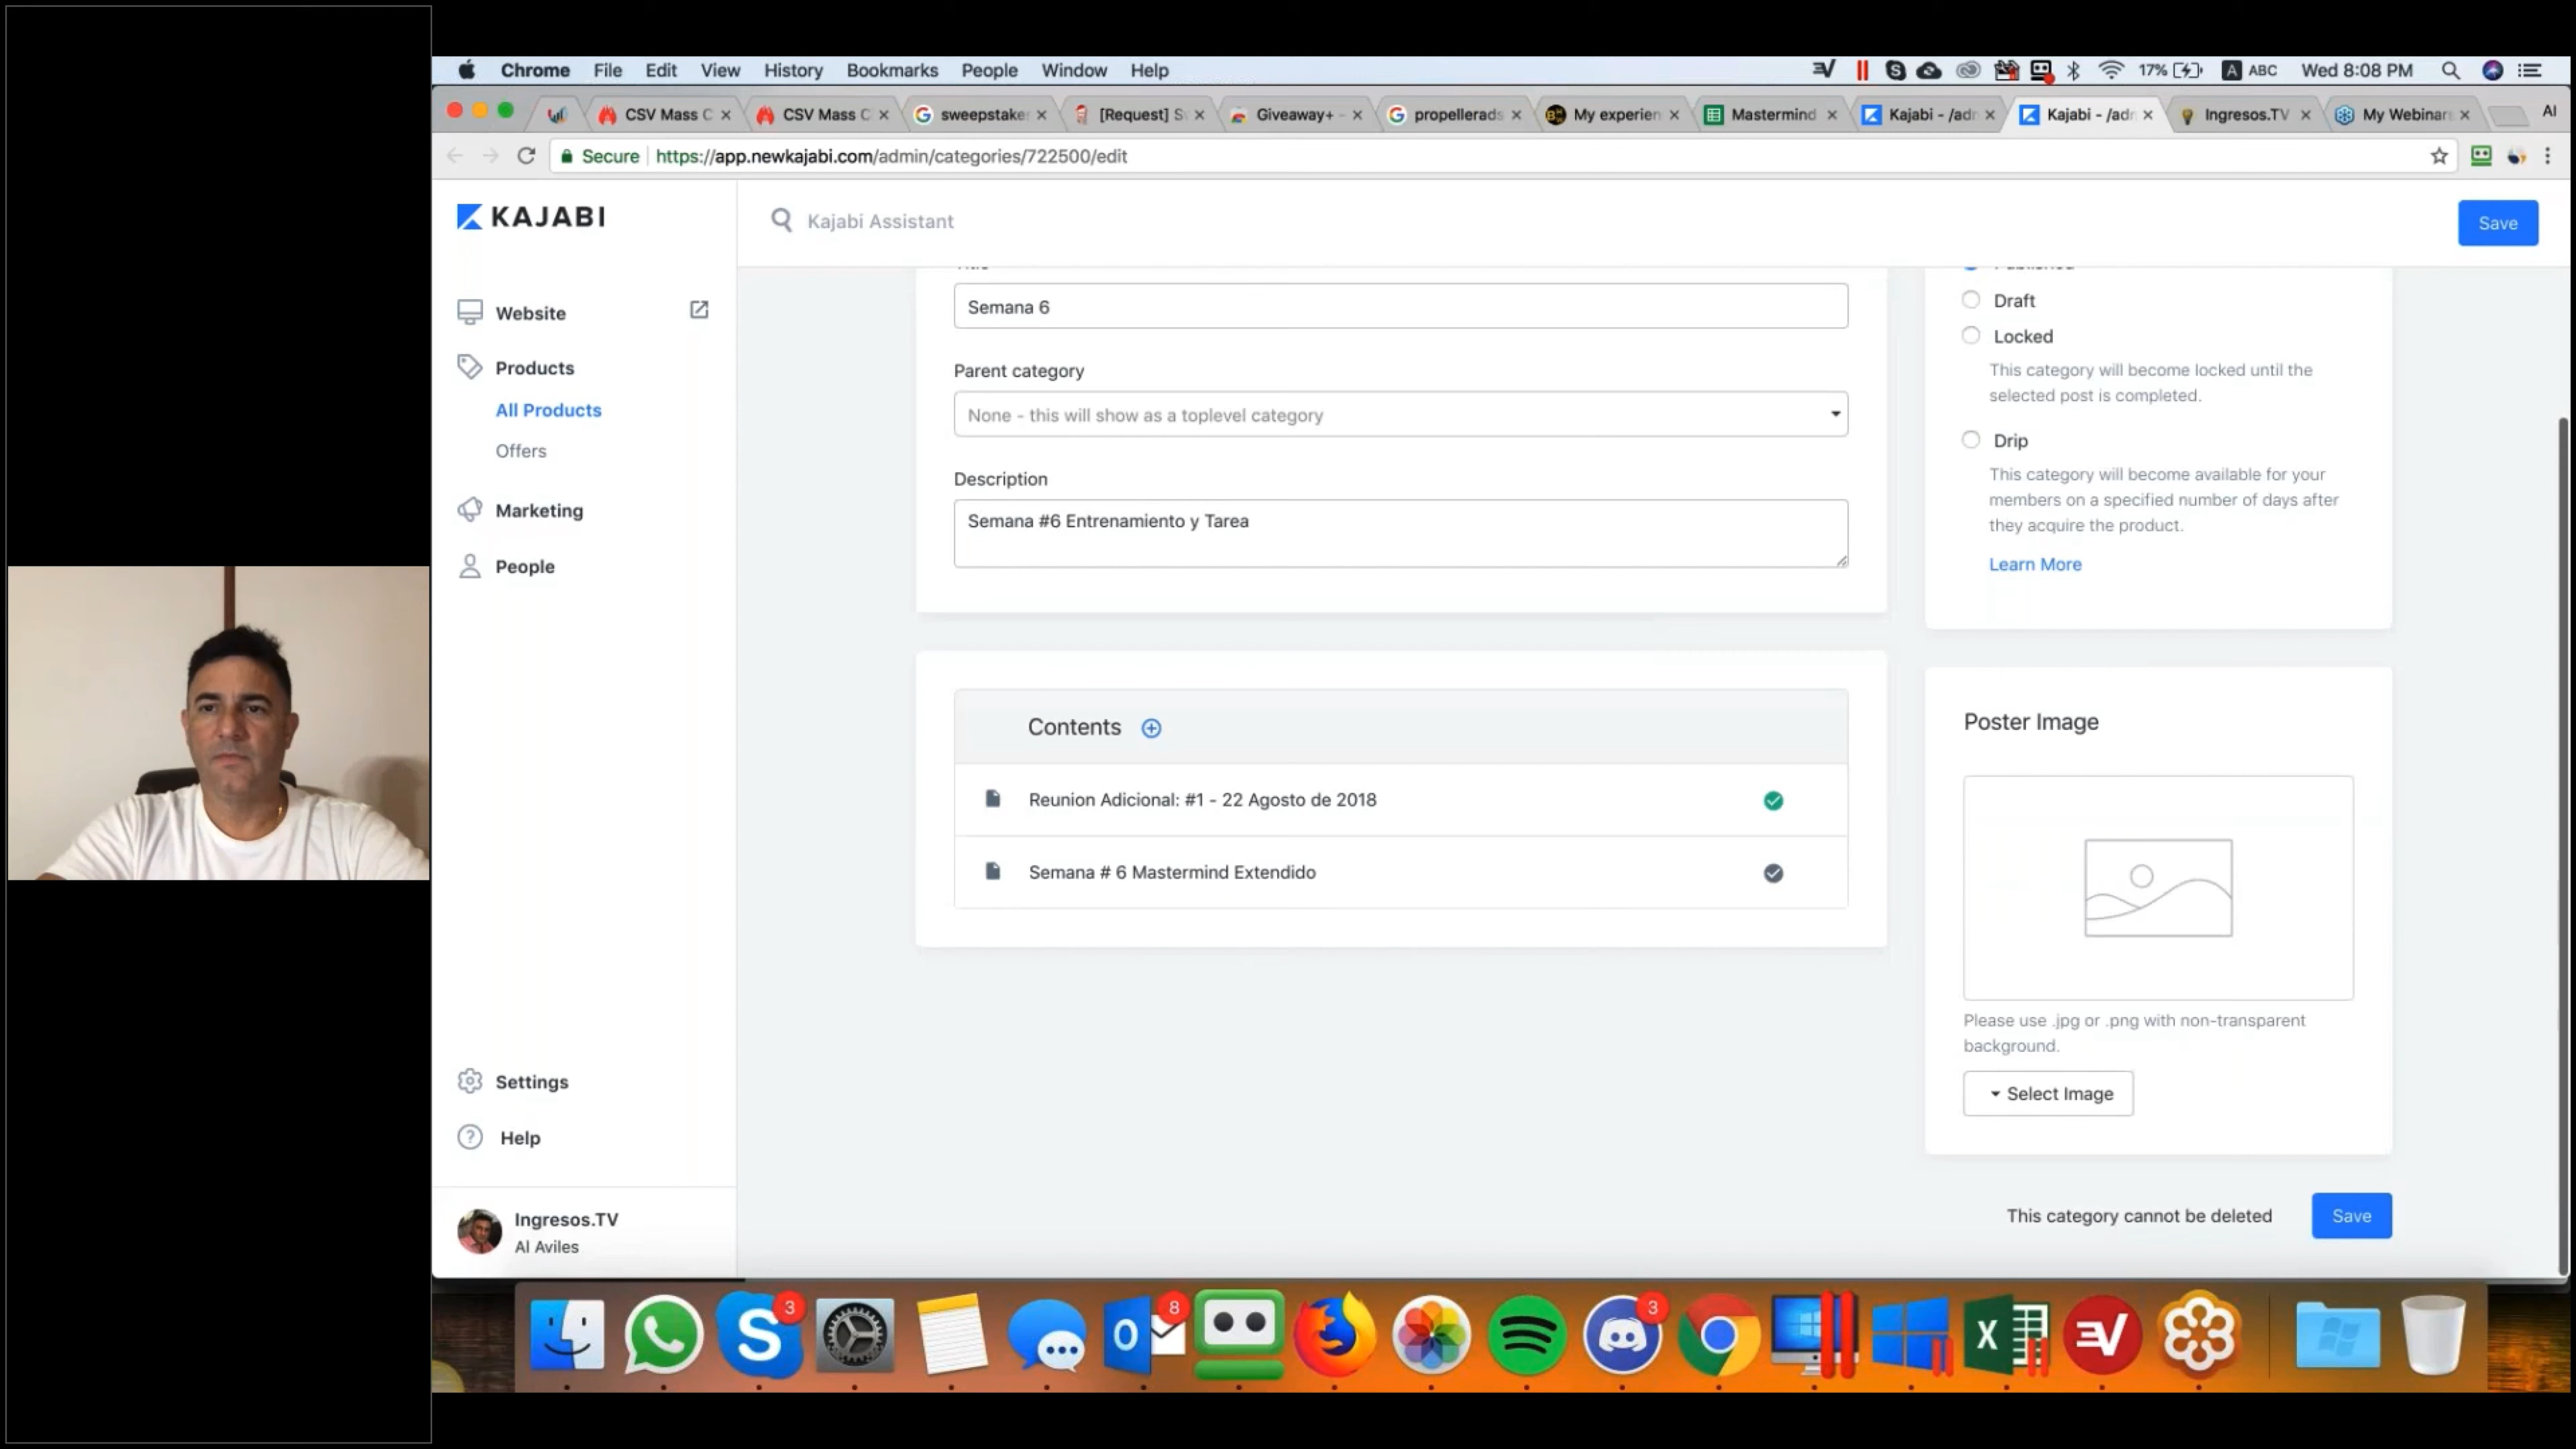 Chrome File Edit View History Bookmarks People Window Help
17% ABC Wed 8:08 PM
CSV Mass C
CSV Mass C
sweepstake
[Request] S
Giveaway+ -
propellerads
My experien
Mastermind
Kajabi - /adn
Kajabi - /adn
Ingresos.TV
My Webinar
Al
Secure https://app.newkajabi.com/admin/categories/722500/edit
KAJABI
Kajabi Assistant
Save
Website
Products
All Products
Offers
Marketing
People
Settings
Help
Ingresos.TV
Al Aviles
Semana 6
Parent category
None - this will show as a toplevel category
Description
Semana #6 Entrenamiento y Tarea
Contents
Reunion Adicional: #1 - 22 Agosto de 2018
Semana # 6 Mastermind Extendido
Draft
Locked
This category will become locked until the
selected post is completed.
Drip
This category will become available for your
members on a specified number of days after
they acquire the product.
Learn More
Poster Image
Please use .jpg or .png with non-transparent
background.
Select Image
This category cannot be deleted
Save
3
8
3